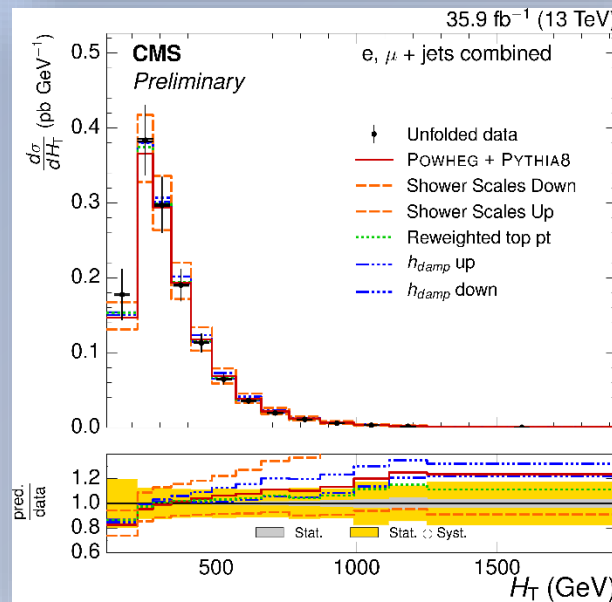 35.9 fb⁻¹ (13 TeV)
CMS
Preliminary
e, μ + jets combined
dσ/dH_T (pb GeV⁻¹)
0.5
0.4
0.3
0.2
0.1
0.0
Unfolded data
POWHEG + PYTHIA8
Shower Scales Down
Shower Scales Up
Reweighted top pt
h_damp up
h_damp down
pred./data
1.2
1.0
0.8
0.6
Stat.
Stat. ◌ Syst.
500
1000
1500
H_T (GeV)